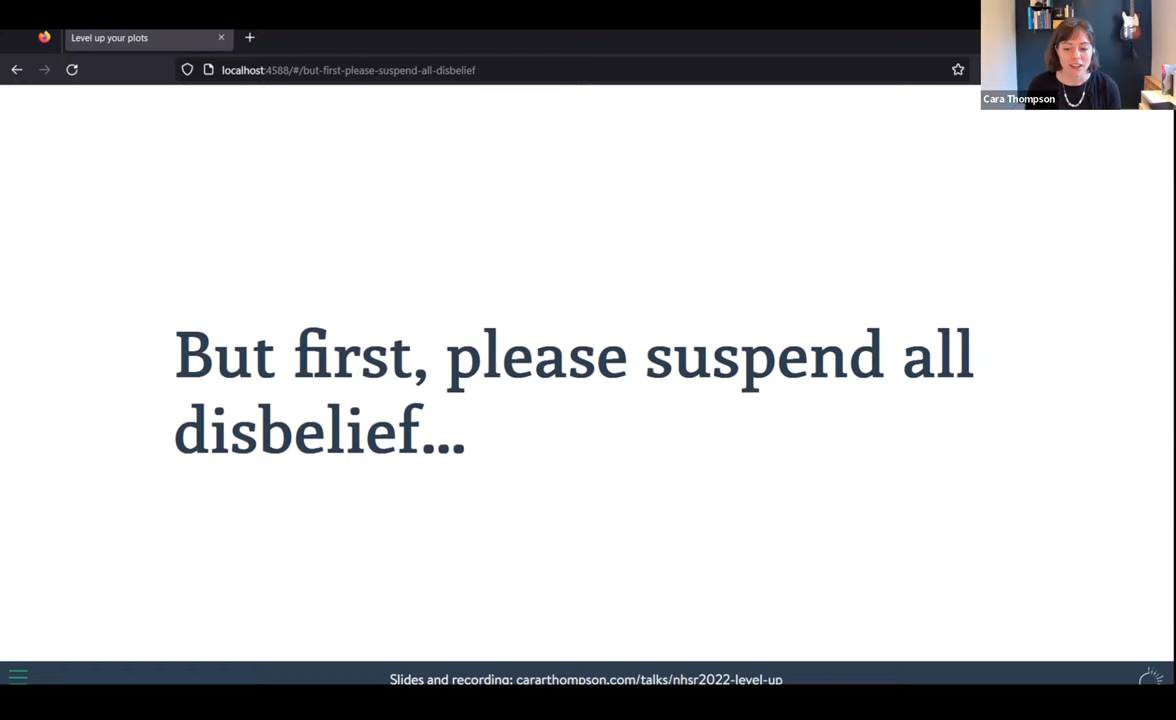 Level up your plots
localhost:4588/#/but-first-please-suspend-all-disbelief
Cara Thompson
But first, please suspend all
disbelief...
Slides and recording: cararthompson.com/talks/nhsr2022-level-up